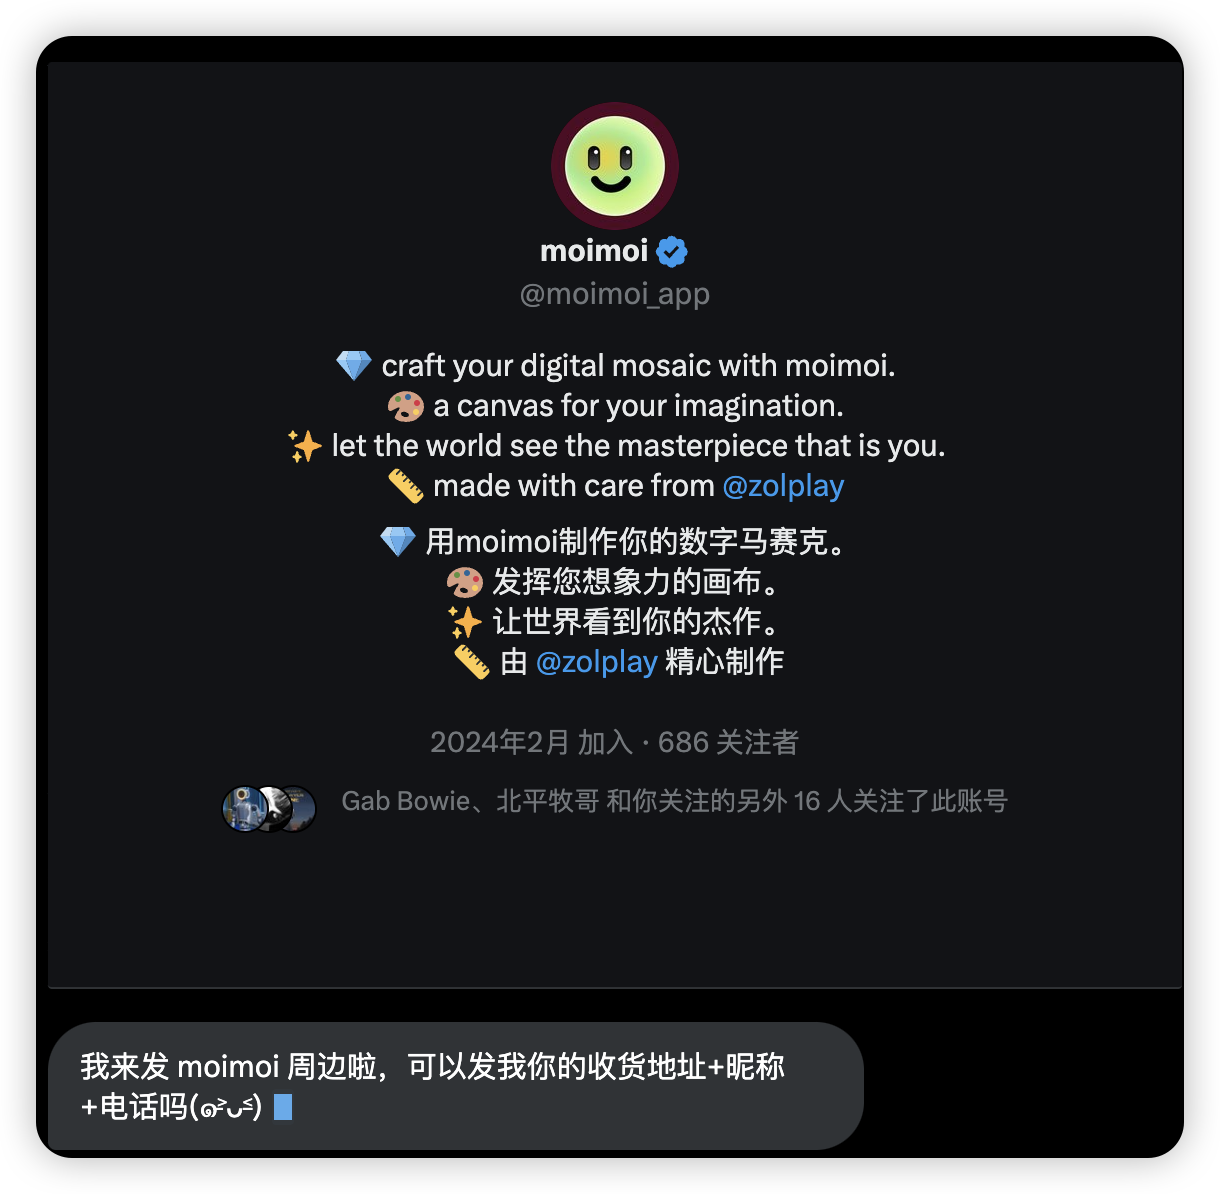 moimoi
@moimoi_app
💎 craft your digital mosaic with moimoi.
🎨 a canvas for your imagination.
✨ let the world see the masterpiece that is you.
📏 made with care from @zolplay
💎 用moimoi制作你的数字马赛克。
🎨 发挥您想象力的画布。
✨ 让世界看到你的杰作。
📏 由 @zolplay 精心制作
2024年2月 加入 · 686 关注者
Gab Bowie、北平牧哥 和你关注的另外 16 人关注了此账号
我来发 moimoi 周边啦，可以发我你的收货地址+昵称
+电话吗(๑˃̵ᴗ˂̵)